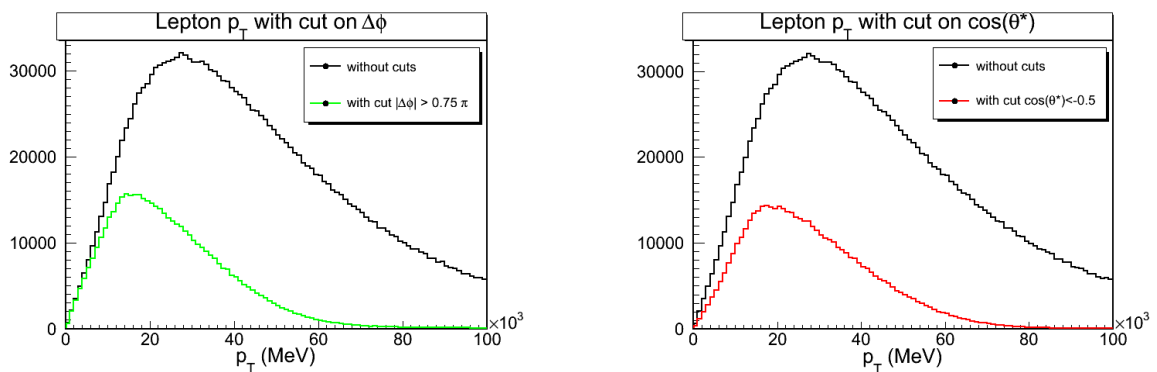 Lepton p_T with cut on Δϕ
without cuts
with cut |Δϕ| > 0.75 π
30000
20000
10000
0
0 20 40 60 80 100
×10³
p_T (MeV)
Lepton p_T with cut on cos(θ*)
without cuts
with cut cos(θ*)<-0.5
30000
20000
10000
0
0 20 40 60 80 100
×10³
p_T (MeV)